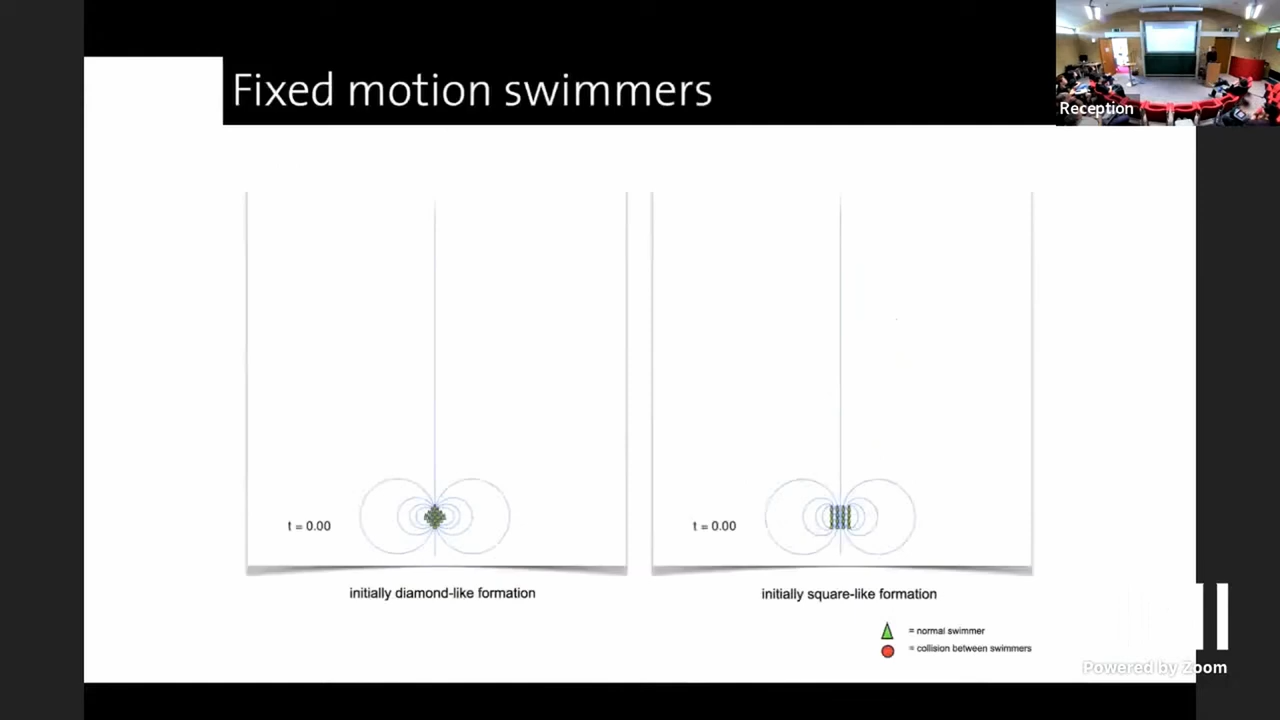 Fixed motion swimmers
Reception
t = 0.00
t = 0.00
initially diamond-like formation
initially square-like formation
= normal swimmer
= collision between swimmers
Powered by Zoom